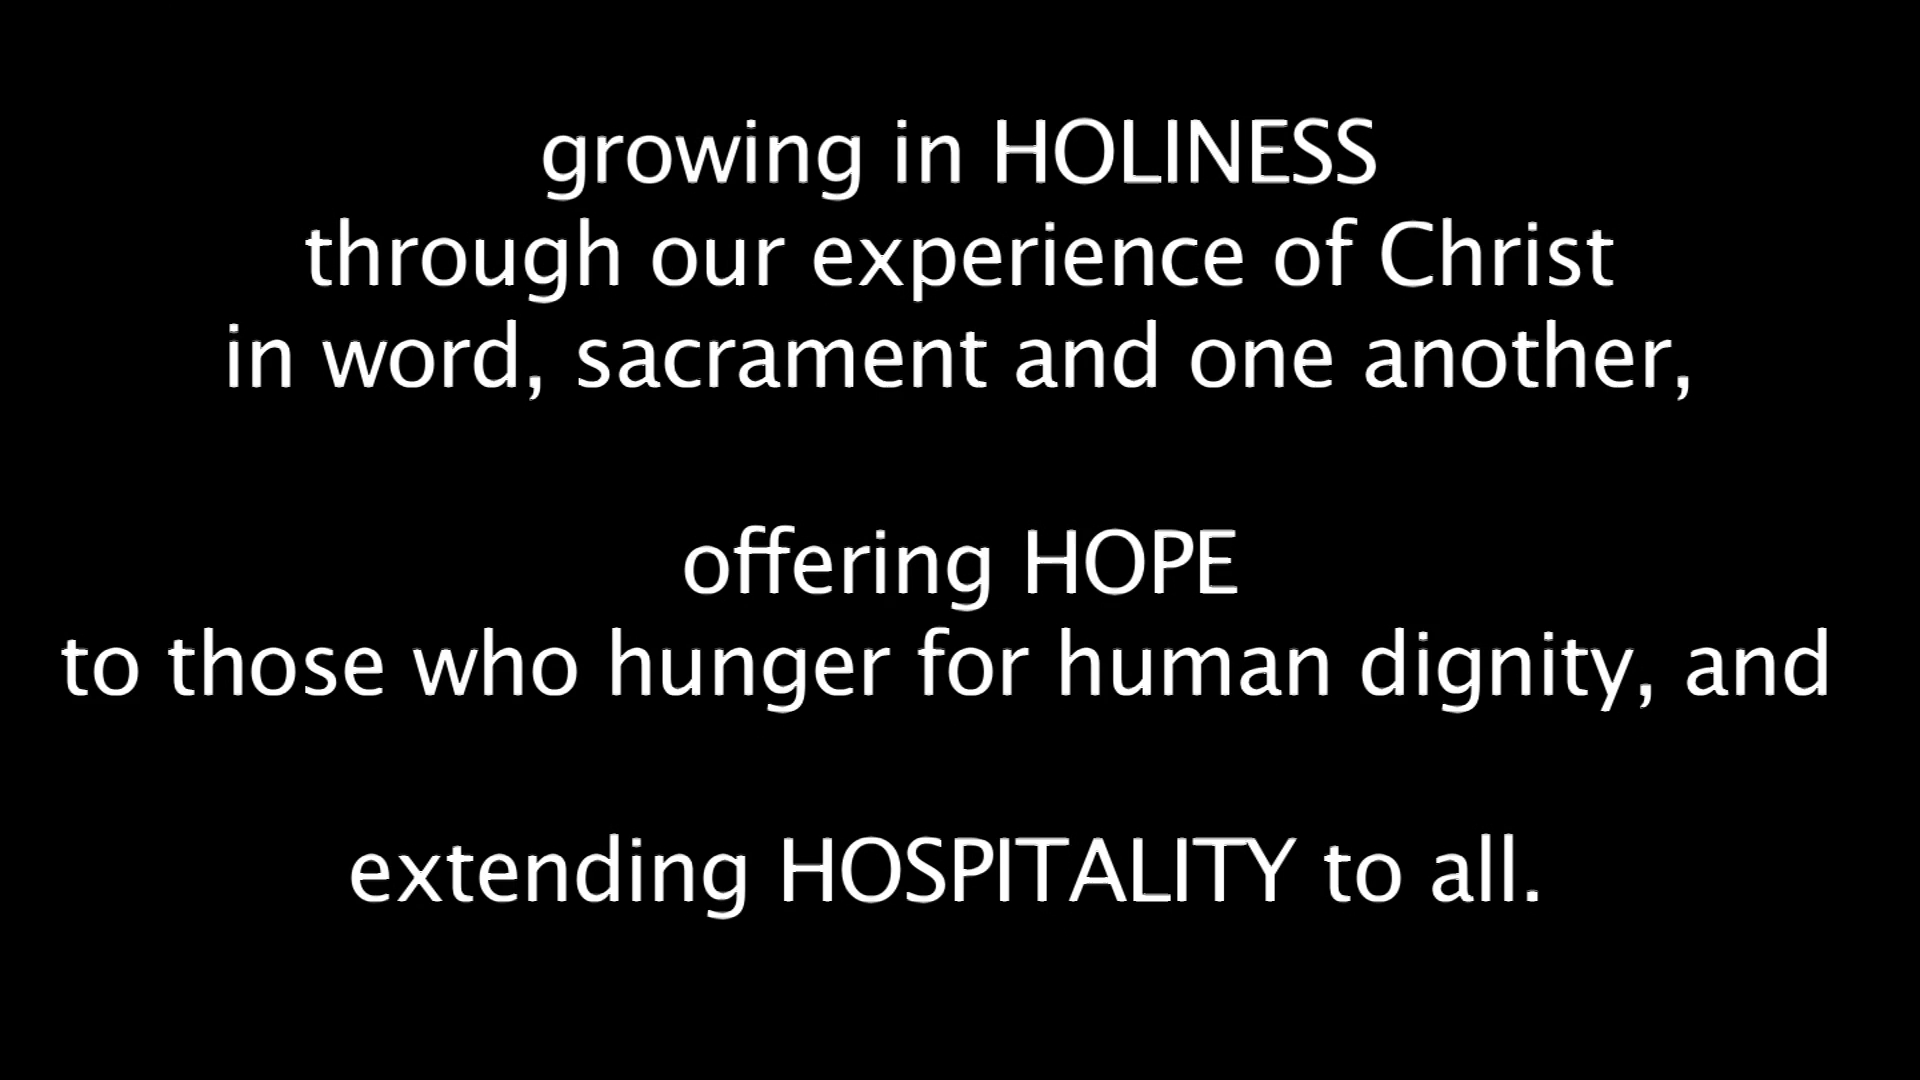 growing in HOLINESS
through our experience of Christ
in word, sacrament and one another,
offering HOPE
to those who hunger for human dignity, and
extending HOSPITALITY to all.